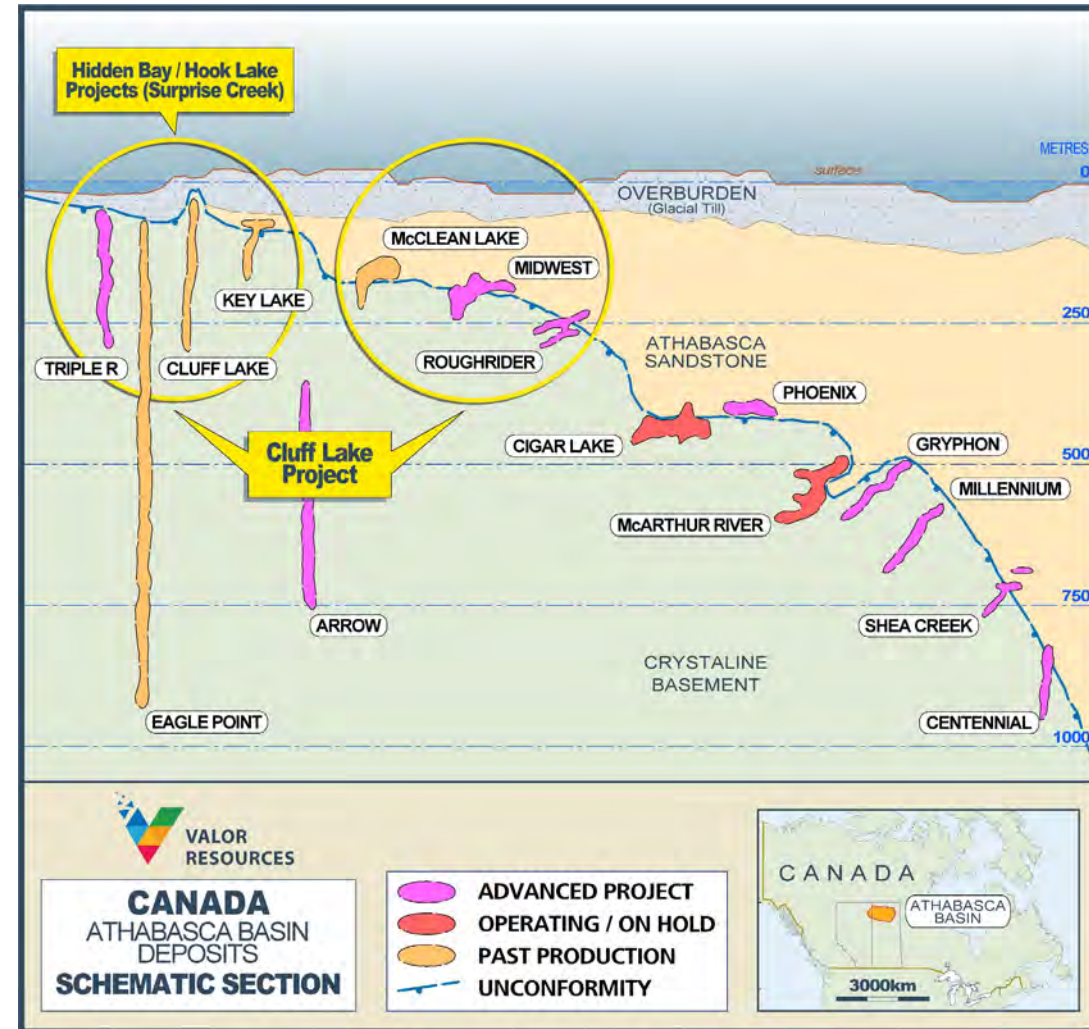 Hidden Bay / Hook Lake
Projects (Surprise Creek)
METRES
0
surface
OVERBURDEN
(Glacial Till)
McCLEAN LAKE
MIDWEST
KEY LAKE
250
ATHABASCA
SANDSTONE
TRIPLE R
CLUFF LAKE
ROUGHRIDER
PHOENIX
CIGAR LAKE
GRYPHON
Cluff Lake
Project
500
MILLENNIUM
McARTHUR RIVER
750
ARROW
SHEA CREEK
CRYSTALINE
BASEMENT
EAGLE POINT
CENTENNIAL
1000
VALOR
RESOURCES
CANADA
ATHABASCA BASIN
DEPOSITS
SCHEMATIC SECTION
ADVANCED PROJECT
OPERATING / ON HOLD
PAST PRODUCTION
UNCONFORMITY
CANADA
ATHABASCA
BASIN
3000km